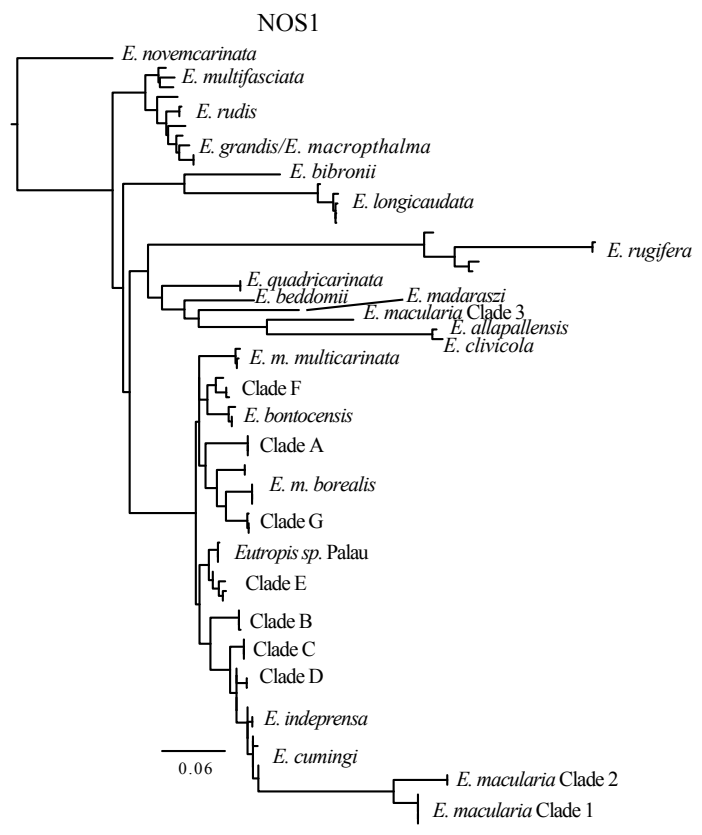 NOS1
E. novemcarinata
E. multifasciata
E. rudis
E. grandis/E. macropthalma
E. bibronii
E. longicaudata
E. rugifera
E. quadricarinata
E. beddomii
E. madaraszi
E. macularia Clade 3
E. allapallensis
E. clivicola
E. m. multicarinata
Clade F
E. bontocensis
Clade A
E. m. borealis
Clade G
Eutropis sp. Palau
Clade E
Clade B
Clade C
Clade D
E. indeprensa
E. cumingi
0.06
E. macularia Clade 2
E. macularia Clade 1